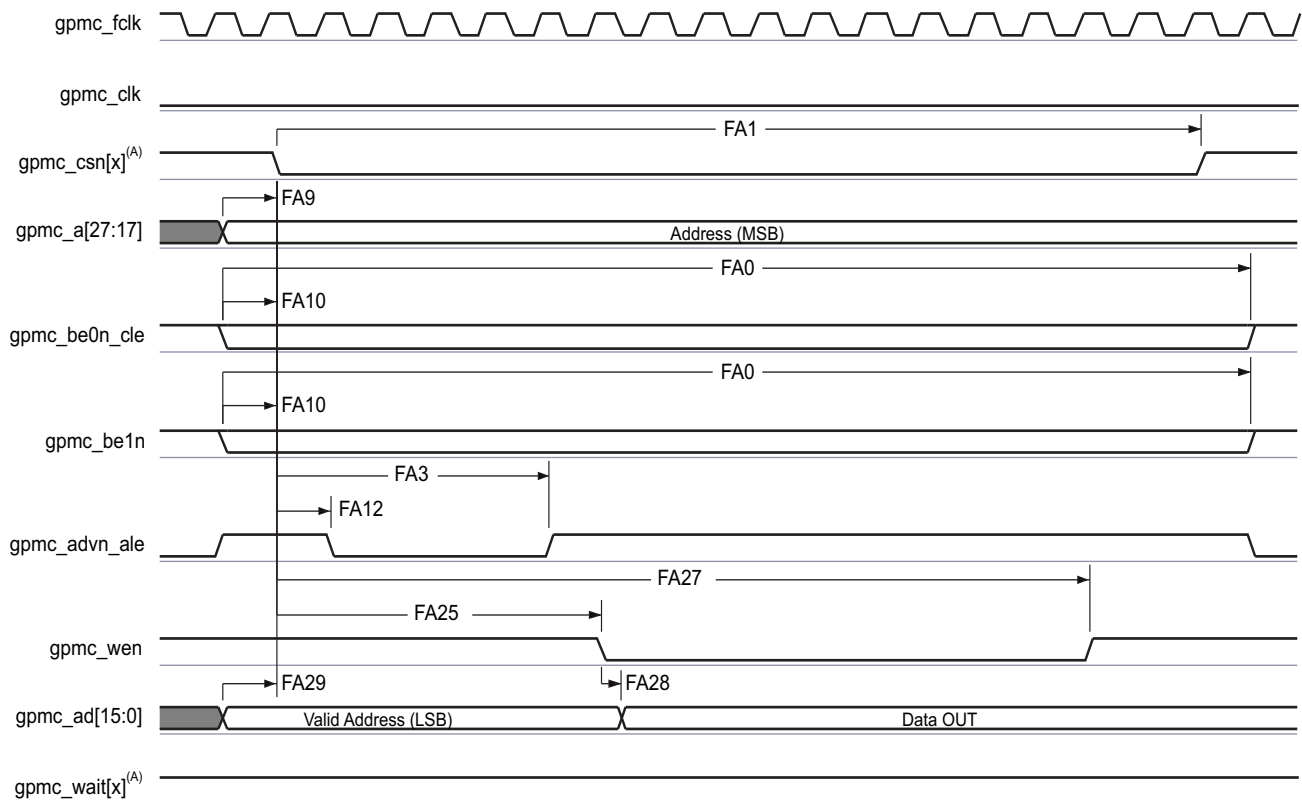 gpmc_fclk
gpmc_clk
FA1
gpmc_csn[x](A)
FA9
gpmc_a[27:17]
Address (MSB)
FA0
FA10
gpmc_be0n_cle
FA0
FA10
gpmc_be1n
FA3
FA12
gpmc_advn_ale
FA27
FA25
gpmc_wen
FA29
FA28
gpmc_ad[15:0]
Valid Address (LSB)
Data OUT
gpmc_wait[x](A)